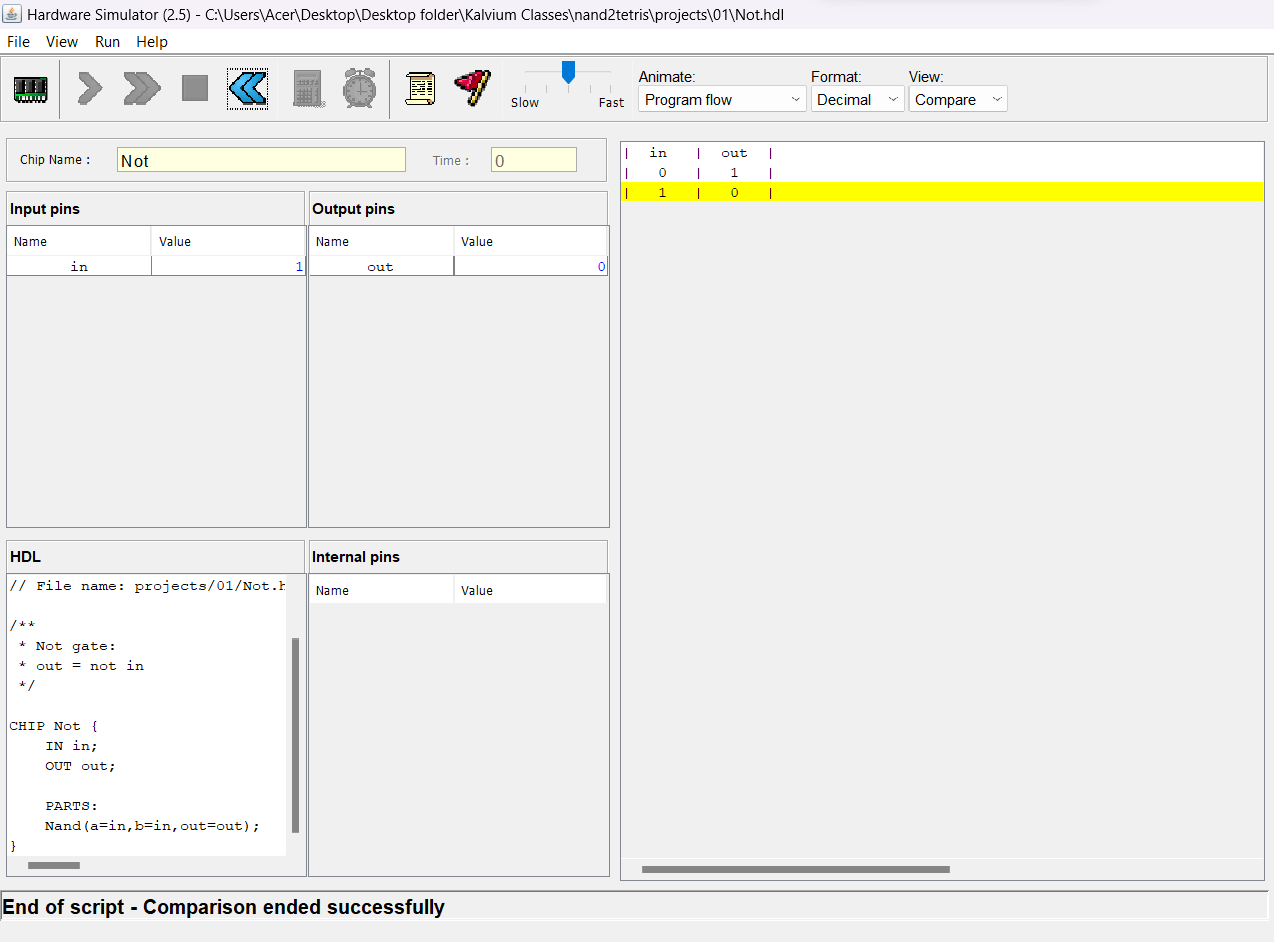 Hardware Simulator (2.5) - C:\Users\Acer\Desktop\Desktop folder\Kalvium Classes\nand2tetris\projects\01\Not.hdl
File View Run Help
Slow Fast
Animate: Format: View:
Program flow Decimal Compare
Chip Name : Not Time : 0
Input pins
Name Value
in 1
Output pins
Name Value
out 0
| in | out |
| 0 | 1 |
| 1 | 0 |
HDL
// File name: projects/01/Not.h
/**
* Not gate:
* out = not in
*/
CHIP Not {
IN in;
OUT out;
PARTS:
Nand(a=in,b=in,out=out);
}
Internal pins
Name Value
End of script - Comparison ended successfully